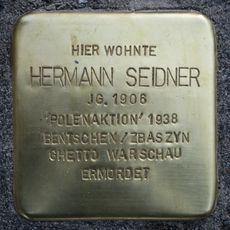 HIER WOHNTE
HERMANN SEIDNER
JG. 1906
'POLENAKTION' 1938
BENTSCHEN/ZBASZYN
GHETTO WARSCHAU
ERMORDET